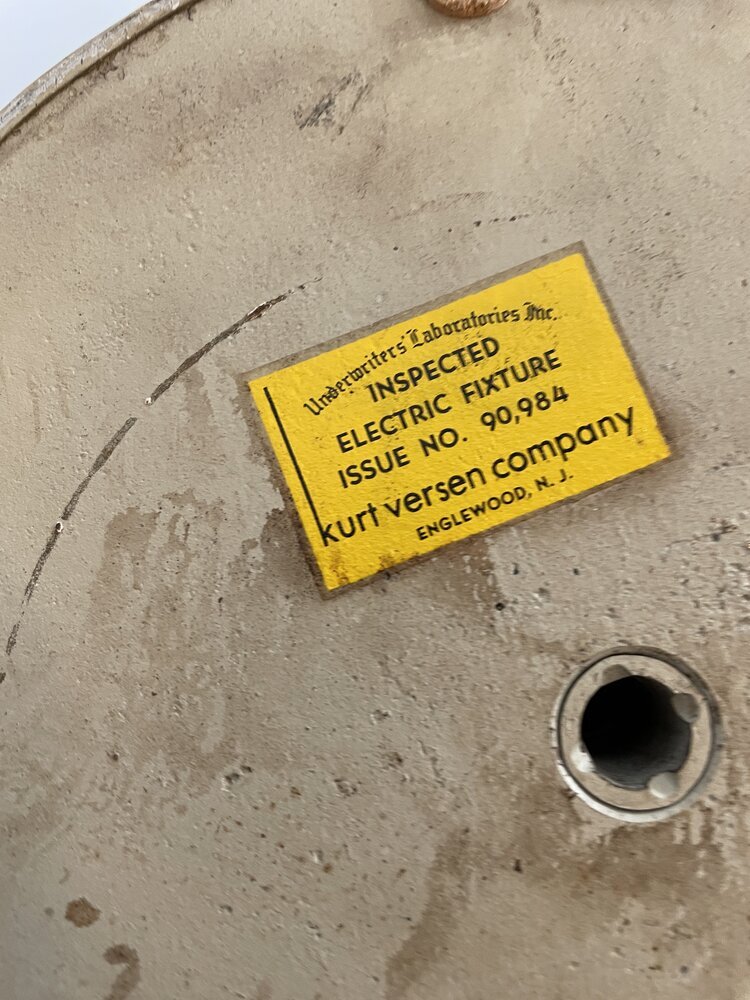 Underwriters' Laboratories Inc.
INSPECTED
ELECTRIC FIXTURE
ISSUE NO. 90,984
kurt versen company
ENGLEWOOD, N. J.